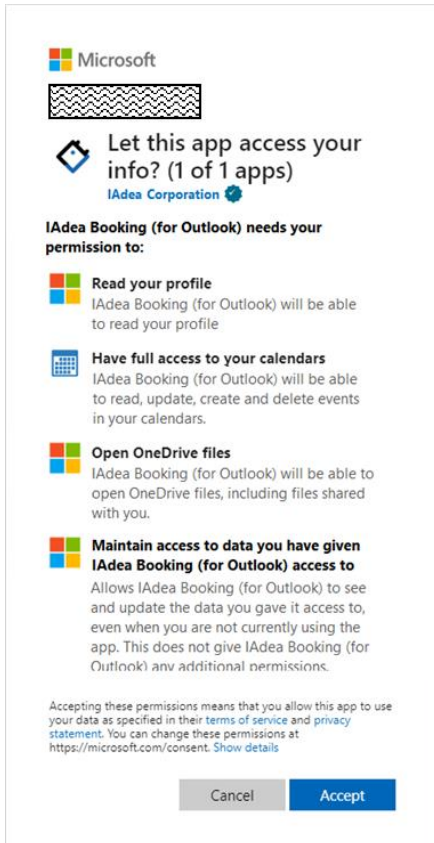 Microsoft
Let this app access your
info? (1 of 1 apps)
IAdea Corporation
IAdea Booking (for Outlook) needs your
permission to:
Read your profile
IAdea Booking (for Outlook) will be able
to read your profile
Have full access to your calendars
IAdea Booking (for Outlook) will be able
to read, update, create and delete events
in your calendars.
Open OneDrive files
IAdea Booking (for Outlook) will be able to
open OneDrive files, including files shared
with you.
Maintain access to data you have given
IAdea Booking (for Outlook) access to
Allows IAdea Booking (for Outlook) to see
and update the data you gave it access to,
even when you are not currently using the
app. This does not give IAdea Booking (for
Outlook) any additional permissions.
Accepting these permissions means that you allow this app to use
your data as specified in their terms of service and privacy
statement. You can change these permissions at
https://microsoft.com/consent. Show details
Cancel
Accept